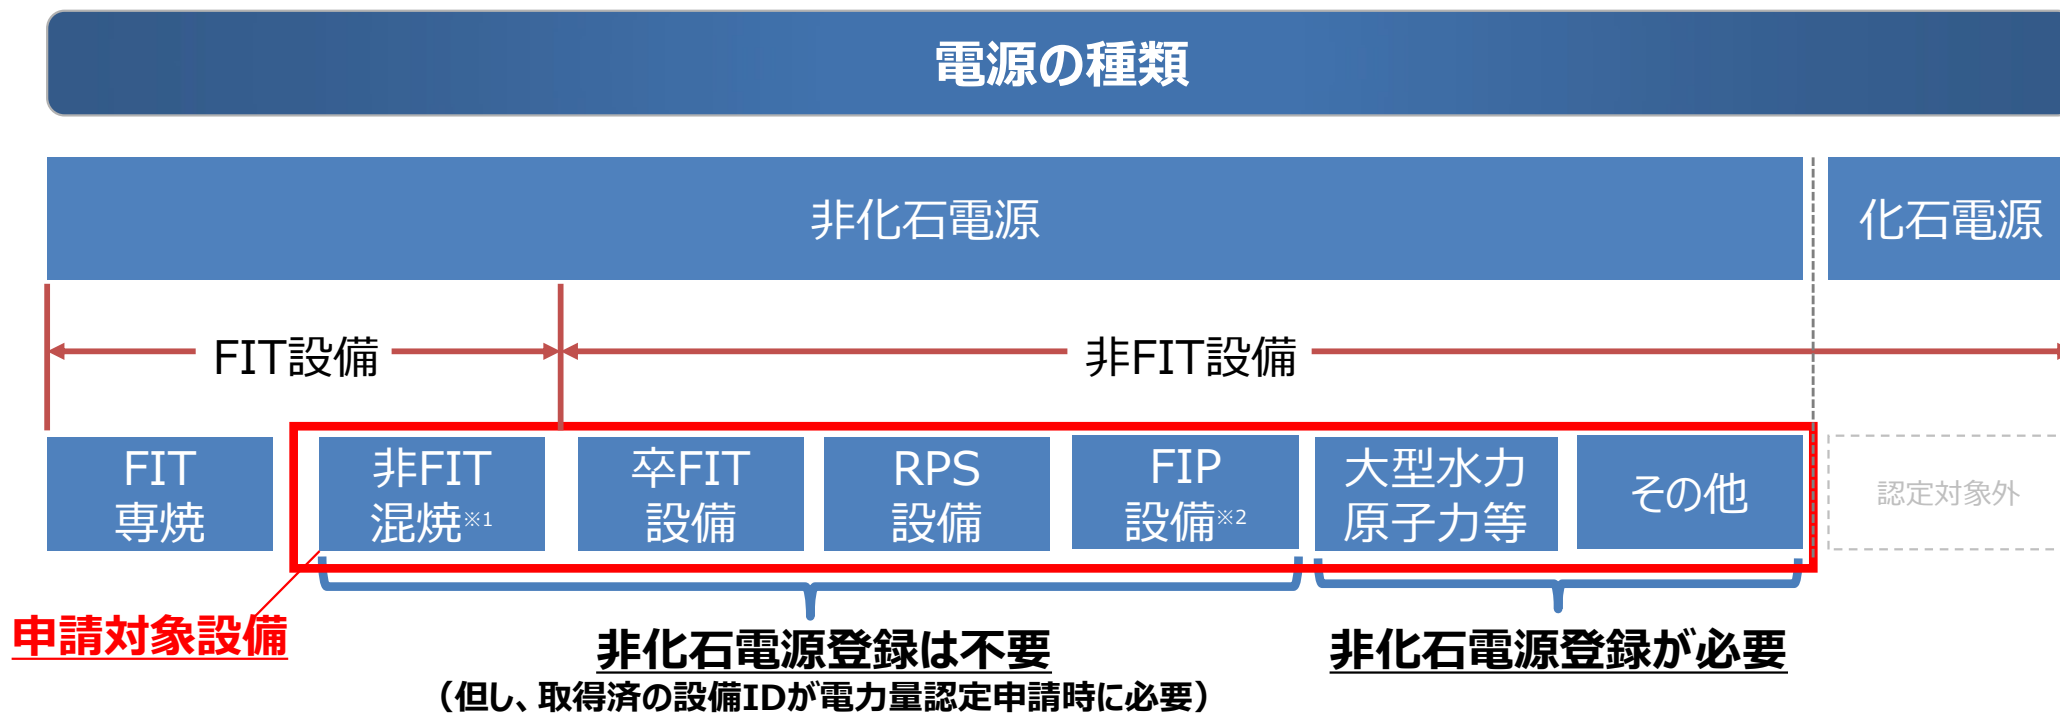 電源の種類
非化石電源
化石電源
FIT設備
非FIT設備
FIT
専焼
非FIT
混焼※1
卒FIT
設備
RPS
設備
FIP
設備※2
大型水力
原子力等
その他
認定対象外
申請対象設備
非化石電源登録は不要
（但し、取得済の設備IDが電力量認定申請時に必要）
非化石電源登録が必要